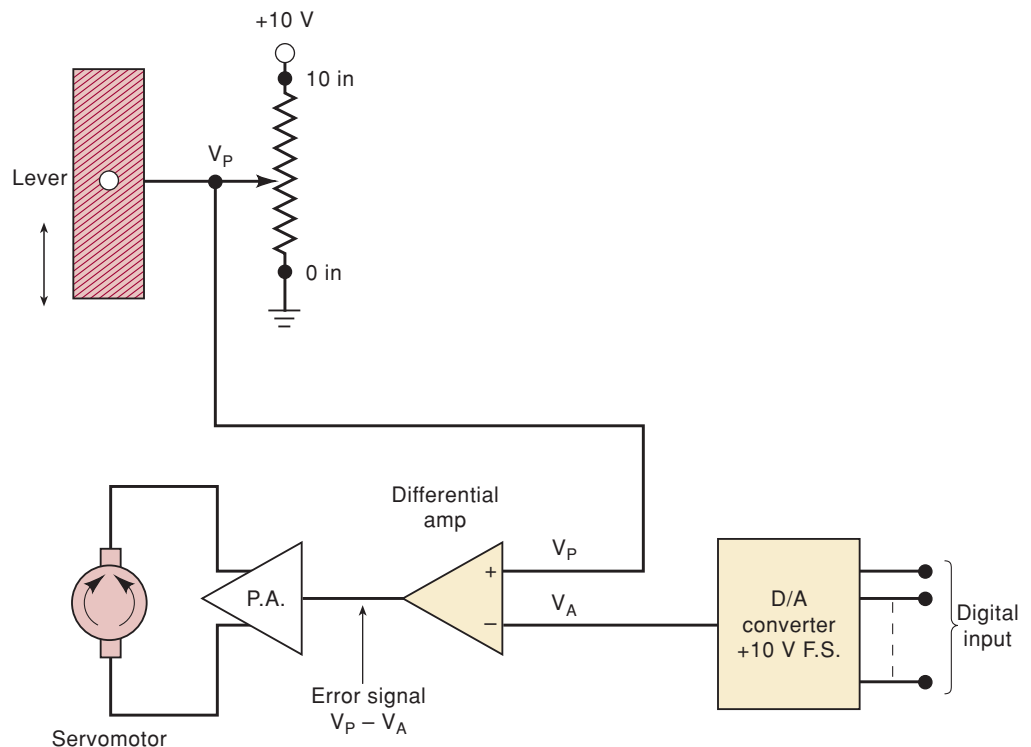 +10 V
10 in
V_P
Lever
0 in
Differential
amp
V_P
+
P.A.
V_A
–
D/A
converter
+10 V F.S.
Digital
input
Error signal
V_P – V_A
Servomotor